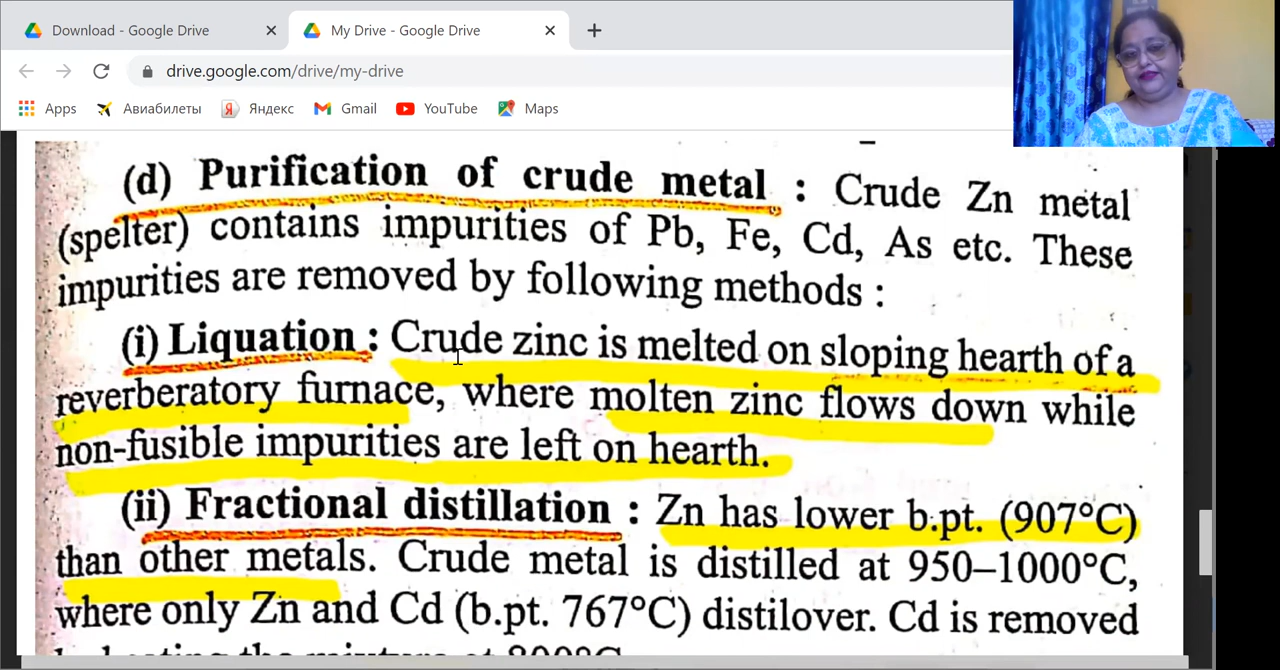 Download - Google Drive
My Drive - Google Drive
drive.google.com/drive/my-drive
Apps
Авиабилеты
Яндекс
Gmail
YouTube
Maps
(d) Purification of crude metal : Crude Zn metal
(spelter) contains impurities of Pb, Fe, Cd, As etc. These
impurities are removed by following methods :
(i) Liquation : Crude zinc is melted on sloping hearth of a
reverberatory furnace, where molten zinc flows down while
non-fusible impurities are left on hearth.
(ii) Fractional distillation : Zn has lower b.pt. (907°C)
than other metals. Crude metal is distilled at 950–1000°C,
where only Zn and Cd (b.pt. 767°C) distilover. Cd is removed